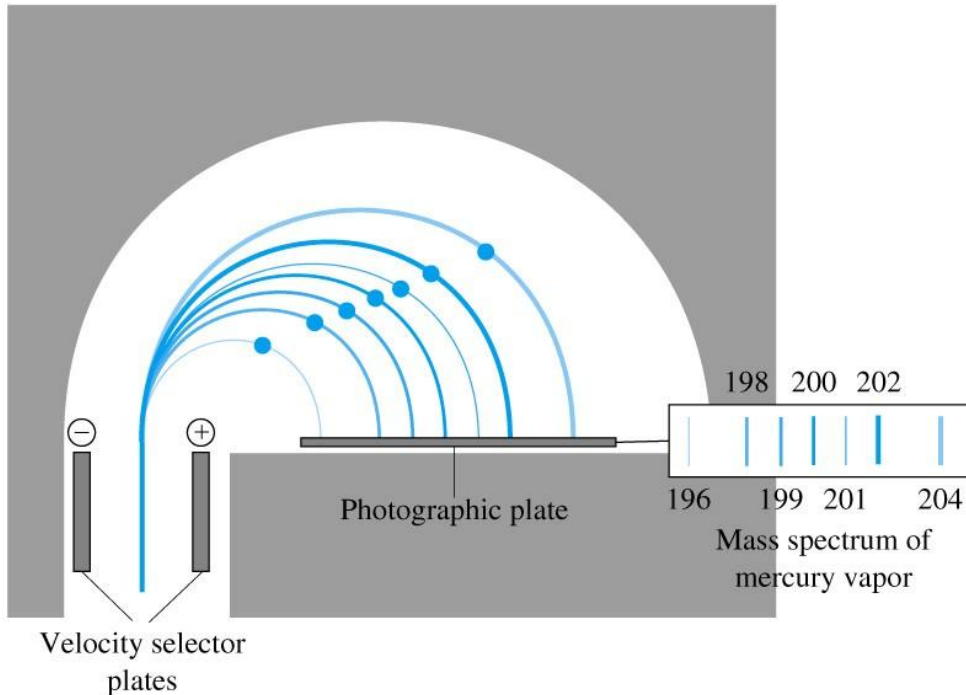 198 200 202
− +
196 199 201 204
Photographic plate
Mass spectrum of
mercury vapor
Velocity selector
plates